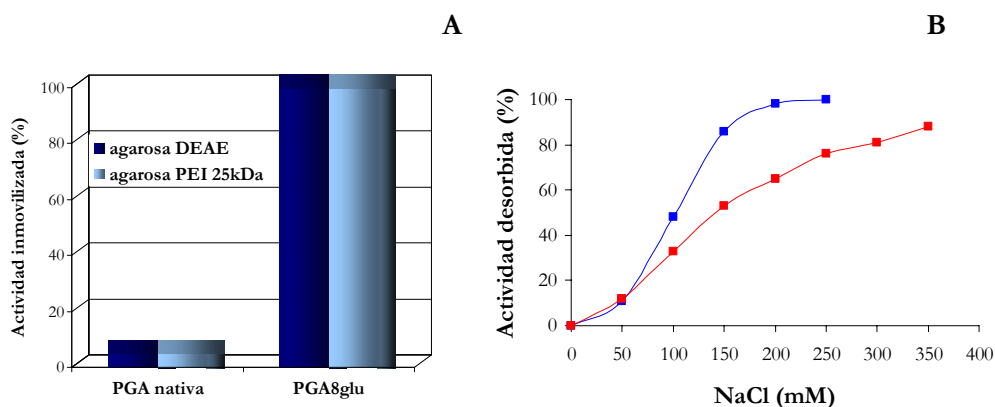 A
Actividad inmovilizada (%)
100
80
60
40
20
0
agarosa DEAE
agarosa PEI 25kDa
PGA nativa
PGA8glu
B
Actividad desorbida (%)
100
80
60
40
20
0
0 50 100 150 200 250 300 350 400
NaCl (mM)